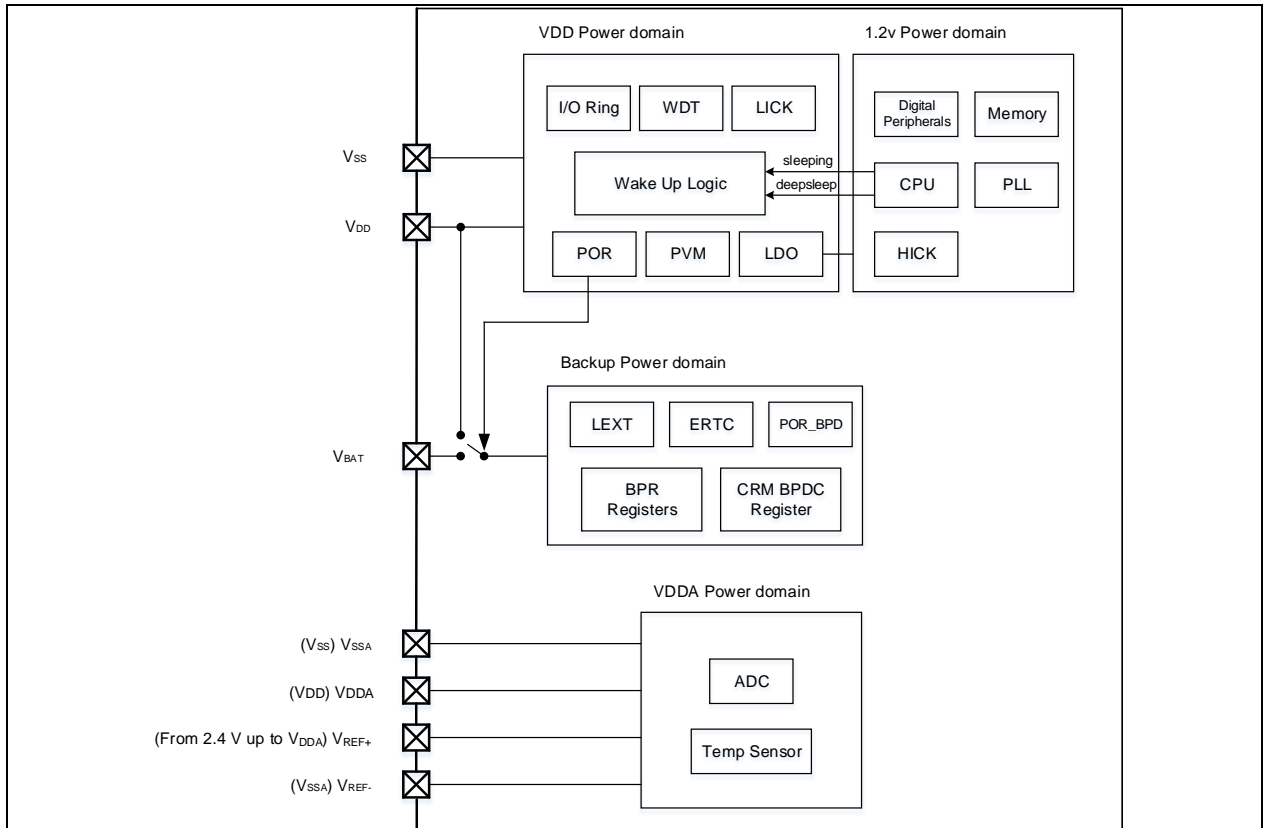 VDD Power domain
1.2v Power domain
I/O Ring
WDT
LICK
Digital
Peripherals
Memory
VSS
sleeping
Wake Up Logic
deepsleep
CPU
PLL
VDD
POR
PVM
LDO
HICK
Backup Power domain
LEXT
ERTC
POR_BPD
VBAT
BPR
Registers
CRM BPDC
Register
VDDA Power domain
(VSS) VSSA
(VDD) VDDA
ADC
(From 2.4 V up to VDDA) VREF+
Temp Sensor
(VSSA) VREF-